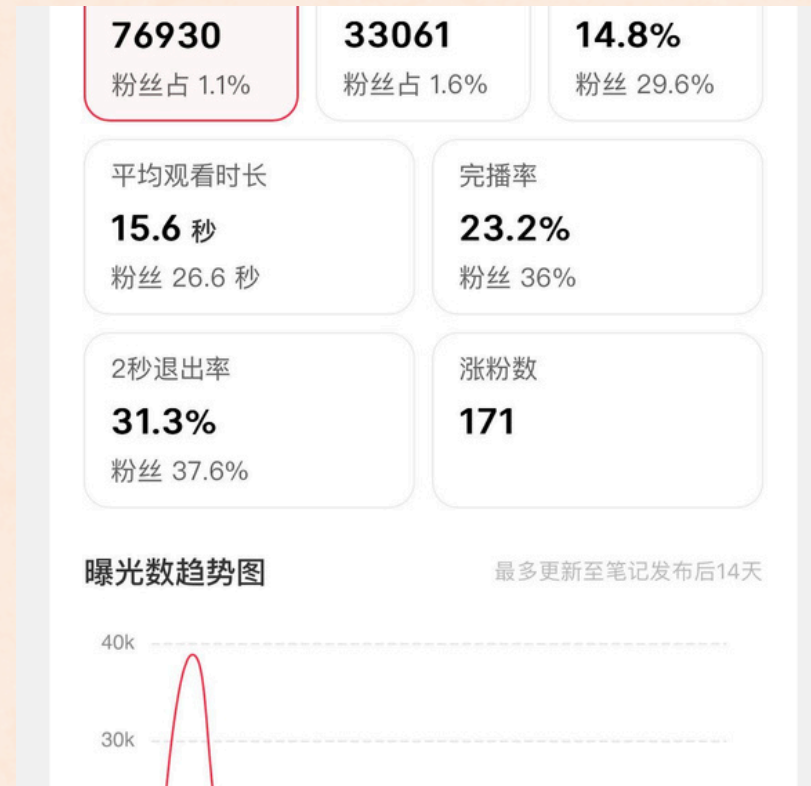 76930 33061 14.8%
粉丝占 1.1% 粉丝占 1.6% 粉丝 29.6%
平均观看时长 完播率
15.6 秒 23.2%
粉丝 26.6 秒 粉丝 36%
2秒退出率 涨粉数
31.3% 171
粉丝 37.6%
曝光数趋势图 最多更新至笔记发布后14天
40k
30k